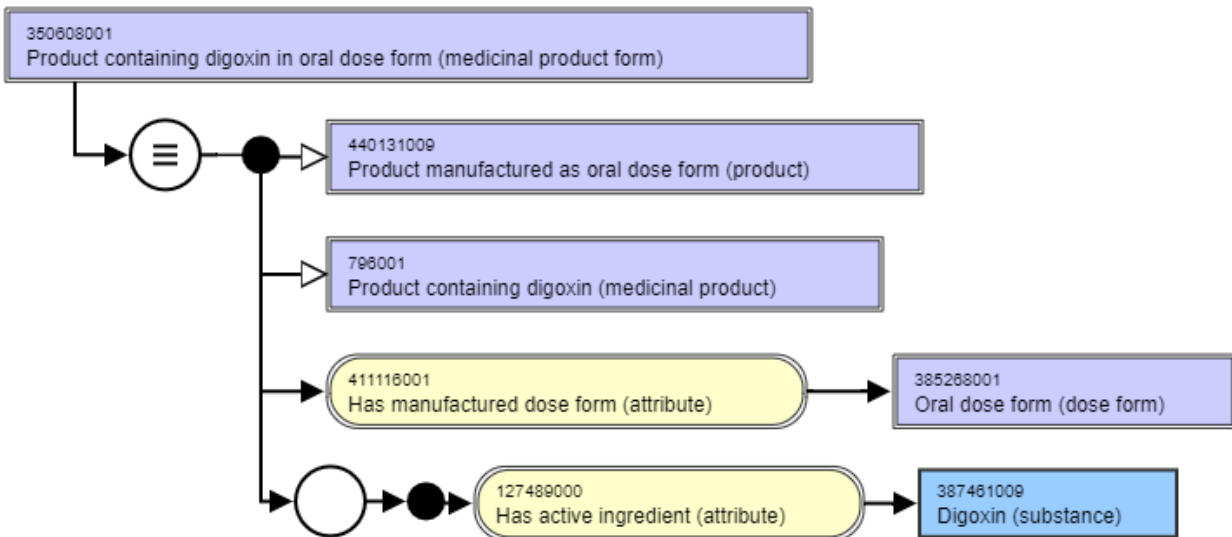 350608001
Product containing digoxin in oral dose form (medicinal product form)
440131009
Product manufactured as oral dose form (product)
796001
Product containing digoxin (medicinal product)
411116001
Has manufactured dose form (attribute)
385268001
Oral dose form (dose form)
127489000
Has active ingredient (attribute)
387461009
Digoxin (substance)